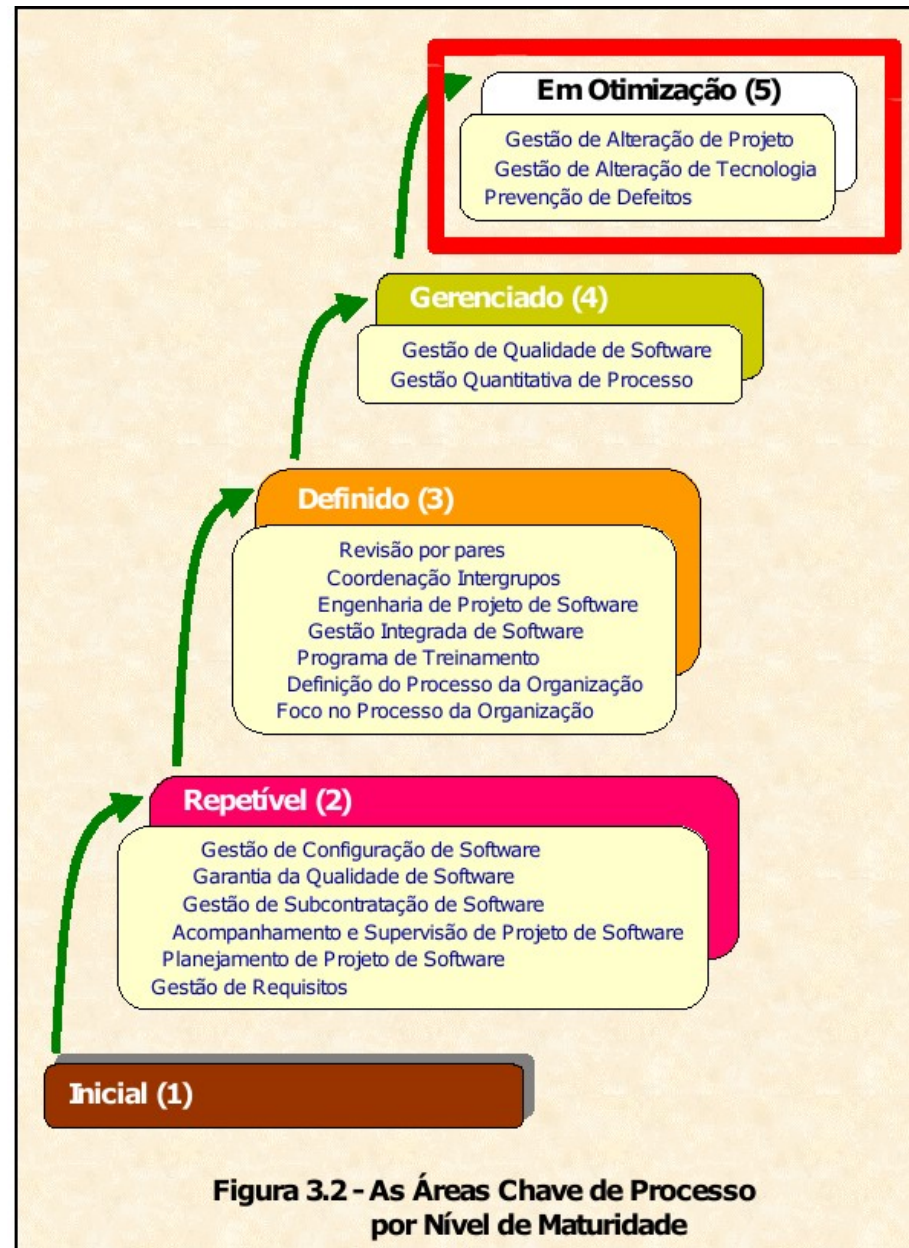 Em Otimização (5)
Gestão de Alteração de Projeto
Gestão de Alteração de Tecnologia
Prevenção de Defeitos
Gerenciado (4)
Gestão de Qualidade de Software
Gestão Quantitativa de Processo
Definido (3)
Revisão por pares
Coordenação Intergrupos
Engenharia de Projeto de Software
Gestão Integrada de Software
Programa de Treinamento
Definição do Processo da Organização
Foco no Processo da Organização
Repetível (2)
Gestão de Configuração de Software
Garantia da Qualidade de Software
Gestão de Subcontratação de Software
Acompanhamento e Supervisão de Projeto de Software
Planejamento de Projeto de Software
Gestão de Requisitos
Inicial (1)
Figura 3.2 - As Áreas Chave de Processo
por Nível de Maturidade